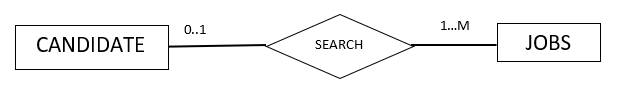 0..1
1...M
CANDIDATE
SEARCH
JOBS